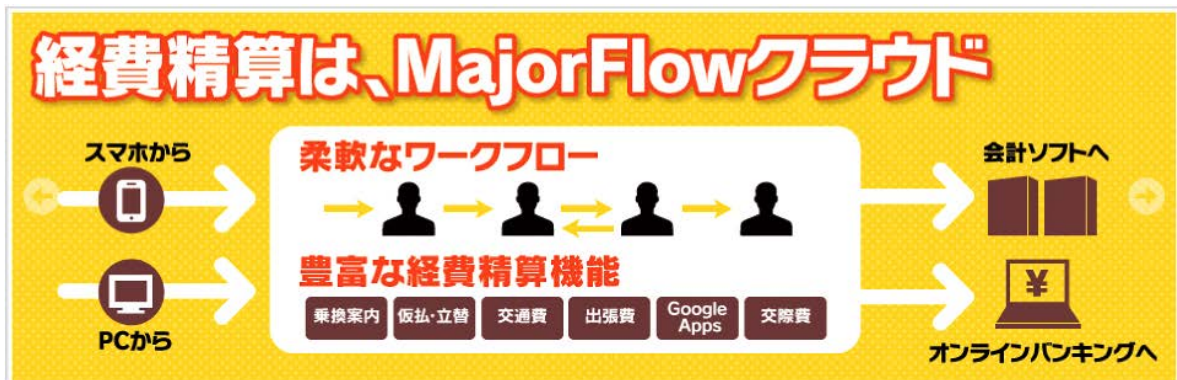 経費精算は、MajorFlowクラウド
スマホから
PCから
柔軟なワークフロー
豊富な経費精算機能
乗換案内
仮払・立替
交通費
出張費
Google
Apps
交際費
会計ソフトへ
¥
オンラインバンキングへ